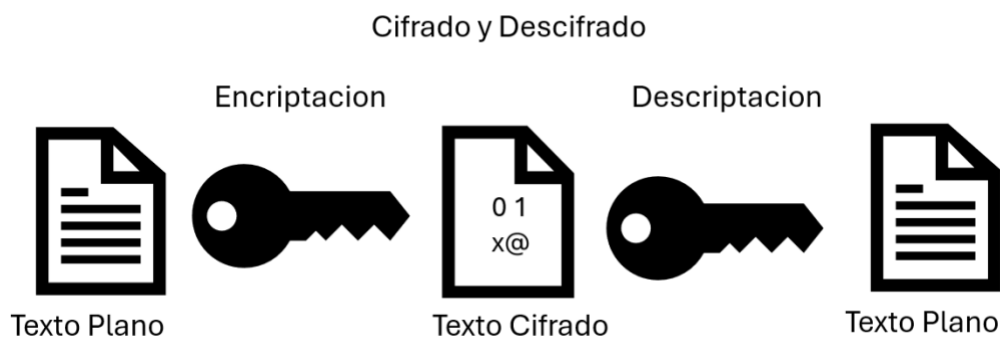 Cifrado y Descifrado
Encriptacion
Descriptacion
0 1
x@
Texto Plano
Texto Cifrado
Texto Plano